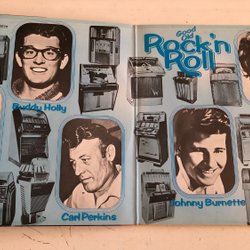 Good
Old
Rock'n
Roll
Buddy Holly
Carl Perkins
Johnny Burnette